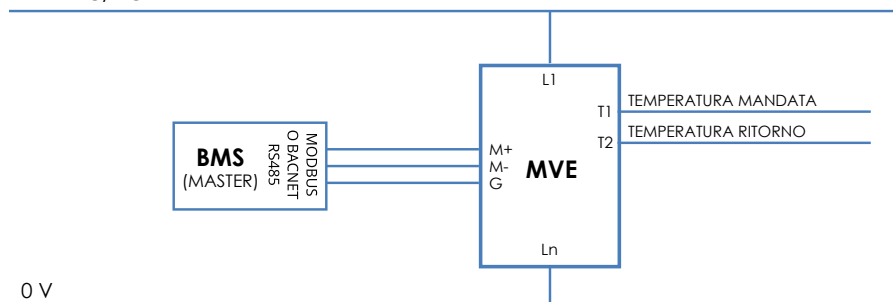 L1
T1 TEMPERATURA MANDATA
T2 TEMPERATURA RITORNO
BMS
(MASTER)
MODBUS
O BACNET
RS485
M+
M-
G
MVE
Ln
0 V